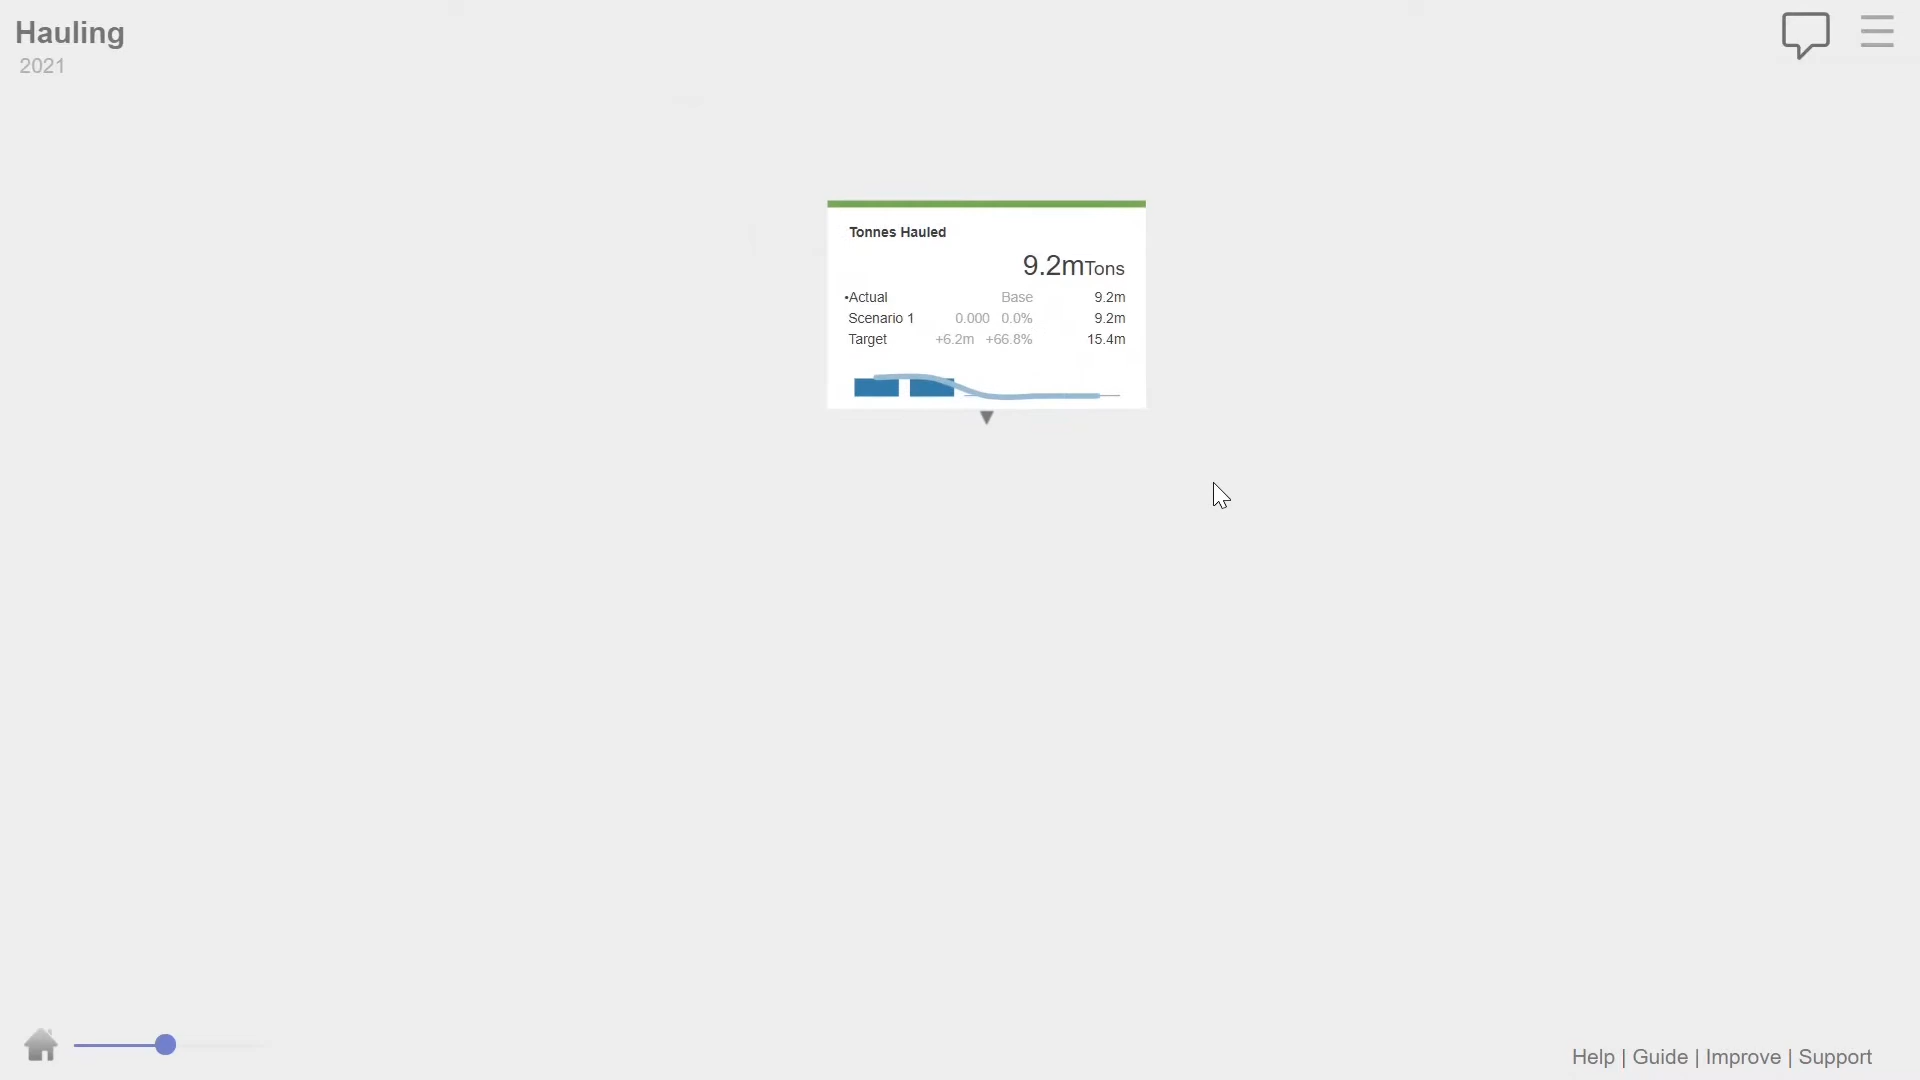 Hauling
2021
Tonnes Hauled
9.2mTons
•Actual Base 9.2m
Scenario 1 0.000 0.0% 9.2m
Target +6.2m +66.8% 15.4m
Help | Guide | Improve | Support